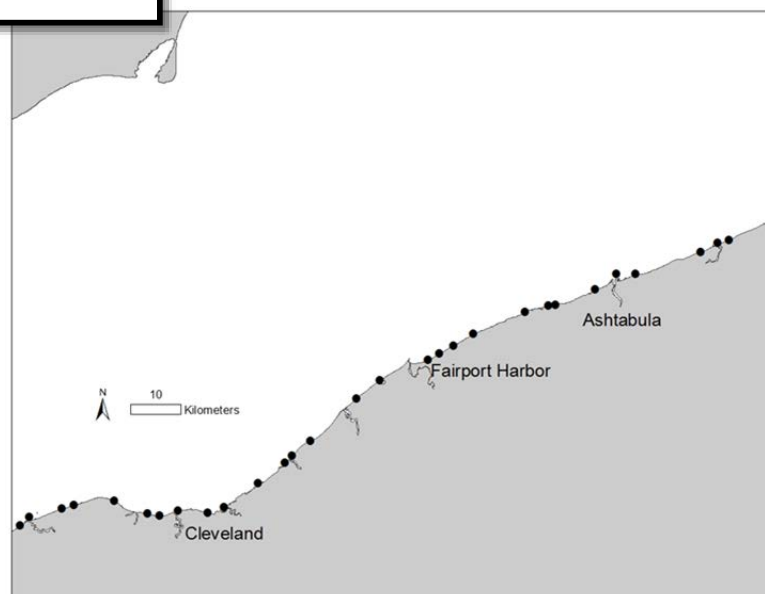 Ashtabula
Fairport Harbor
N
10
Kilometers
Cleveland